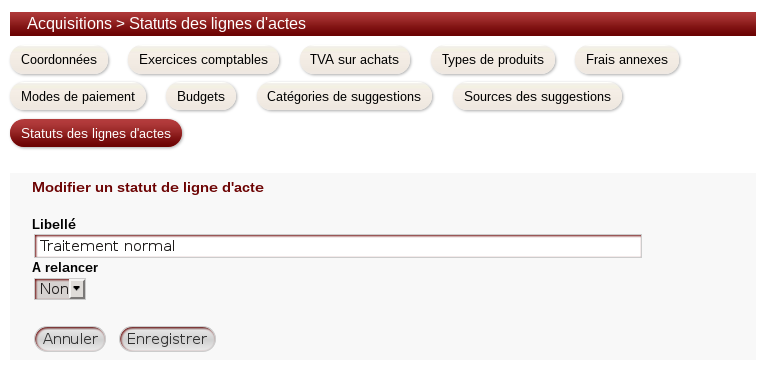 Acquisitions > Statuts des lignes d'actes
Coordonnées Exercices comptables TVA sur achats Types de produits Frais annexes
Modes de paiement Budgets Catégories de suggestions Sources des suggestions
Statuts des lignes d'actes
Modifier un statut de ligne d'acte
Libellé
Traitement normal
A relancer
Non
Annuler Enregistrer